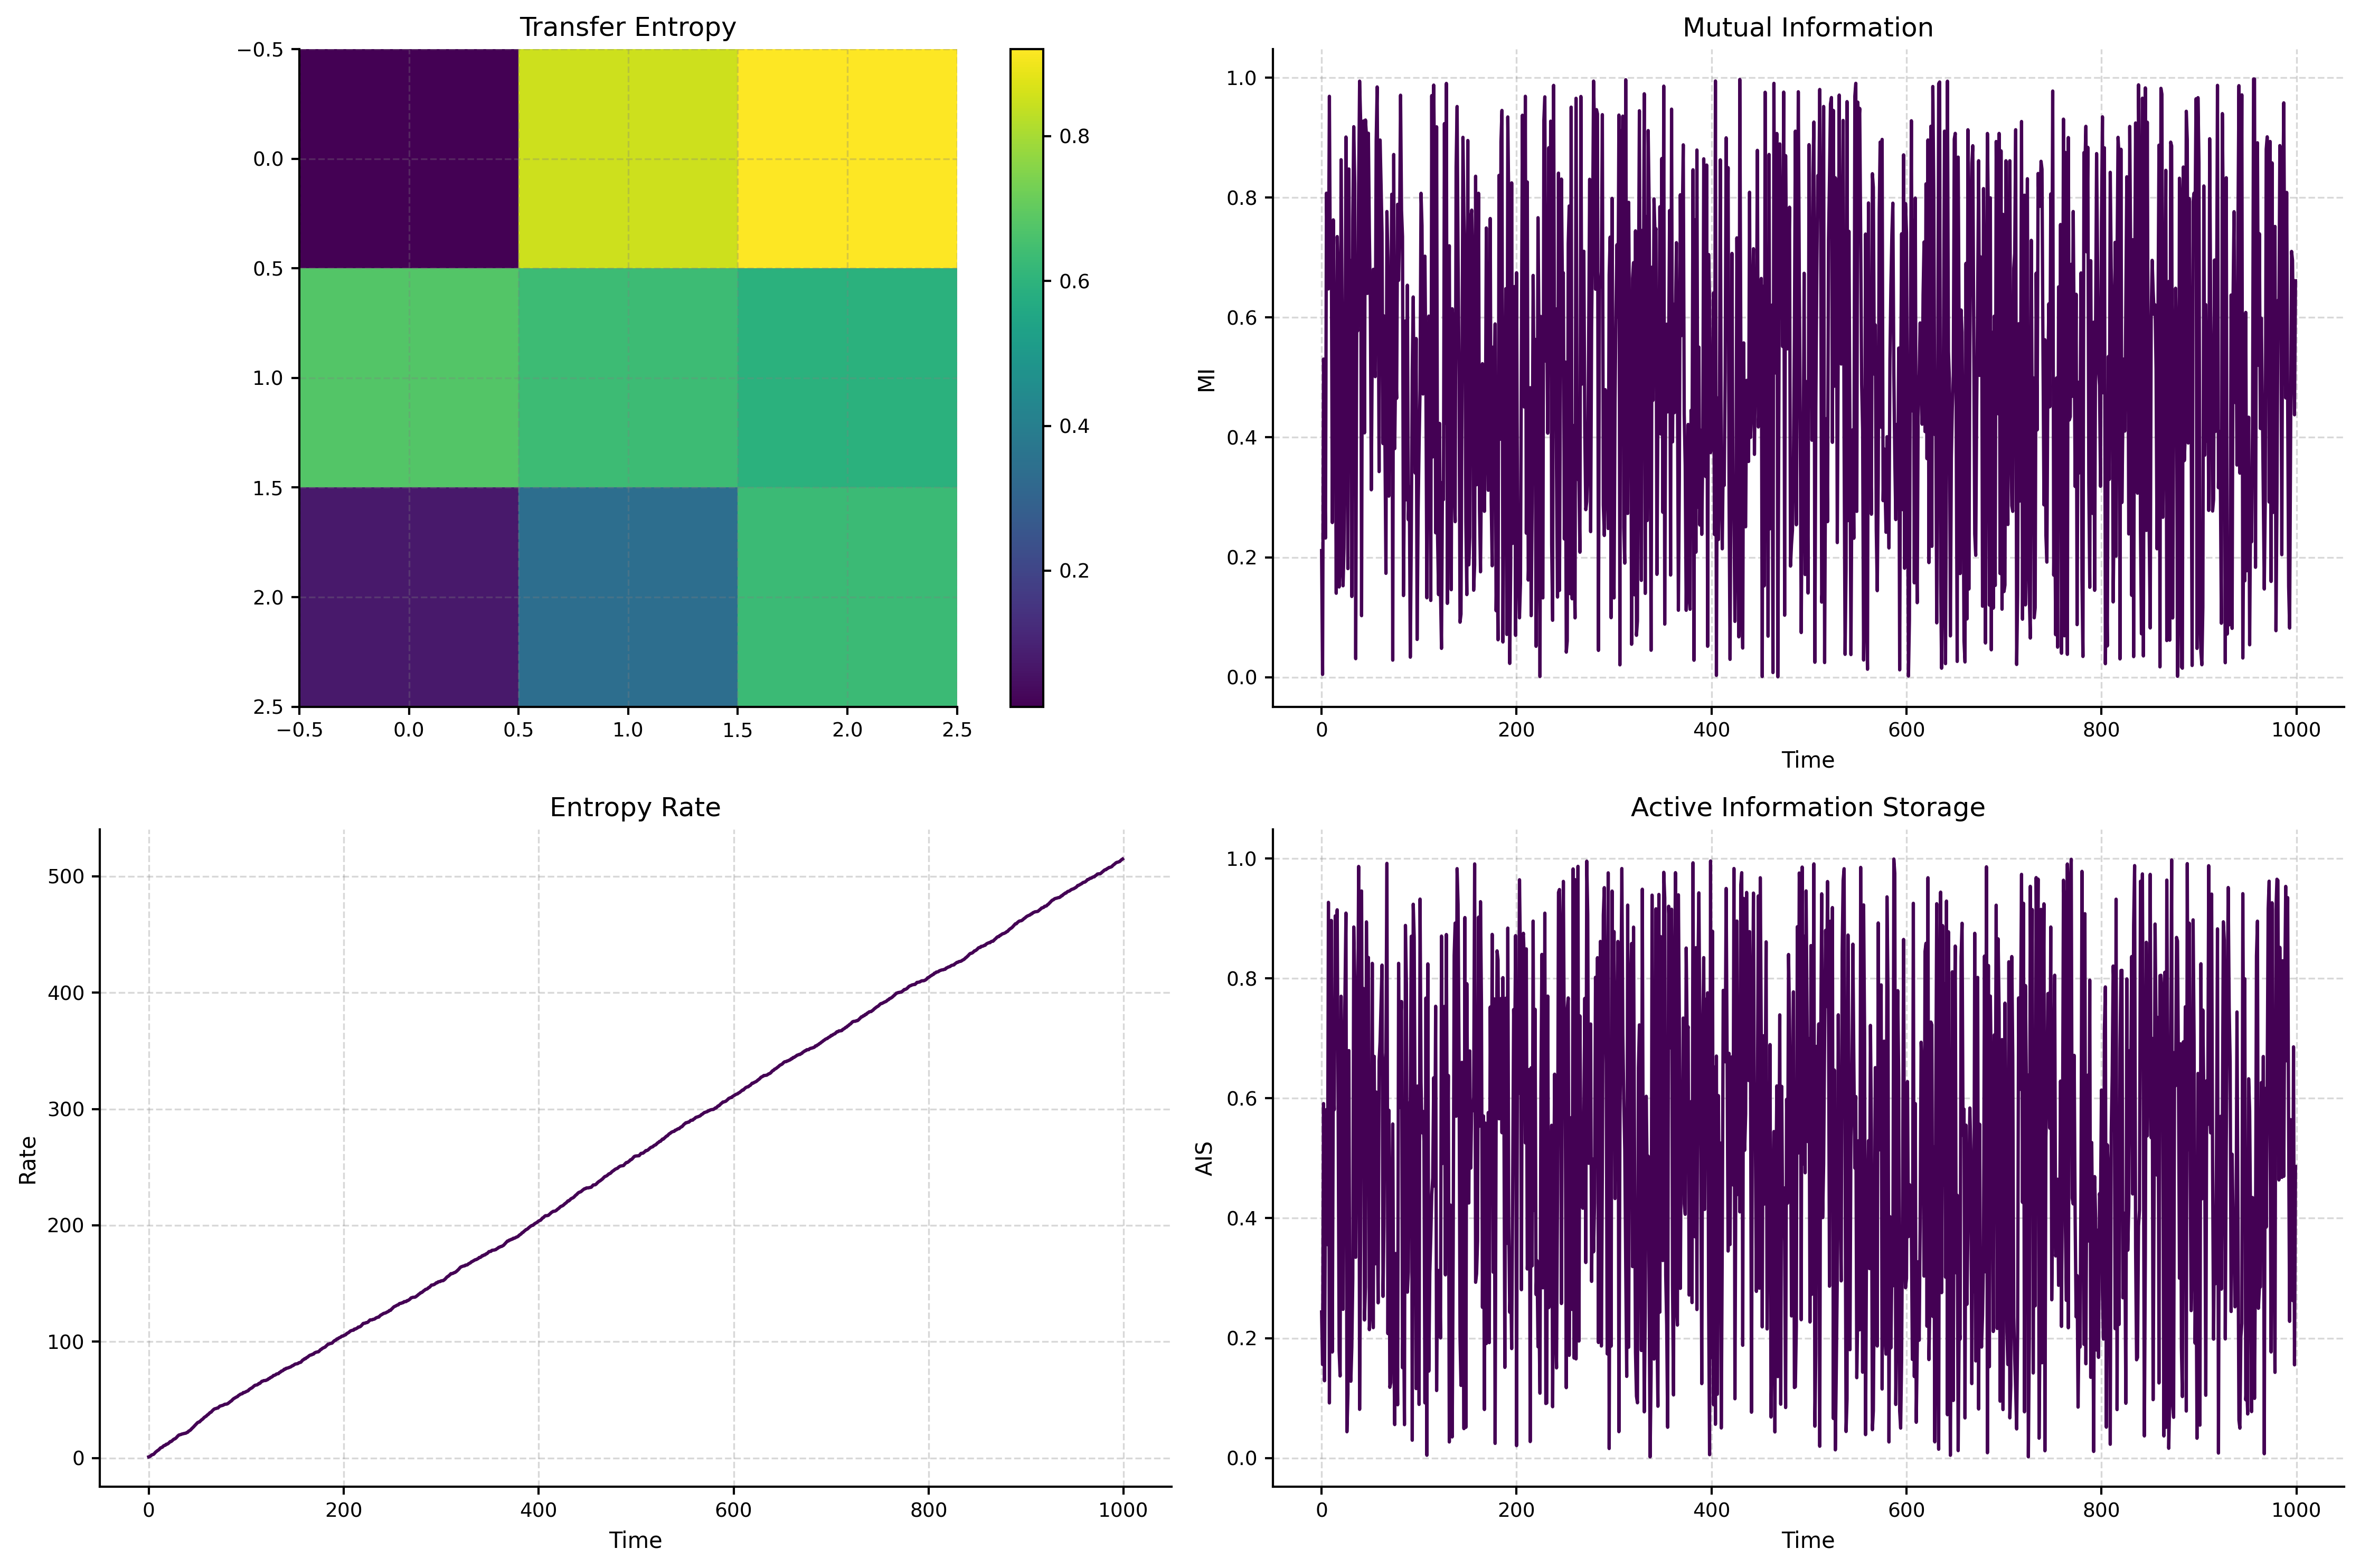 Transfer Entropy
−0.5
0.0
0.5
1.0
1.5
2.0
2.5
−0.5 0.0 0.5 1.0 1.5 2.0 2.5
0.8
0.6
0.4
0.2
Mutual Information
MI
1.0
0.8
0.6
0.4
0.2
0.0
0 200 400 600 800 1000
Time
Entropy Rate
Rate
500
400
300
200
100
0
0 200 400 600 800 1000
Time
Active Information Storage
AIS
1.0
0.8
0.6
0.4
0.2
0.0
0 200 400 600 800 1000
Time